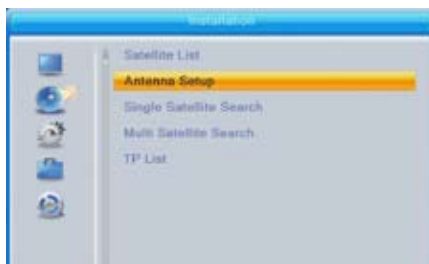 Installation
Satellite List
Antenna Setup
Single Satellite Search
Multi Satellite Search
TP List